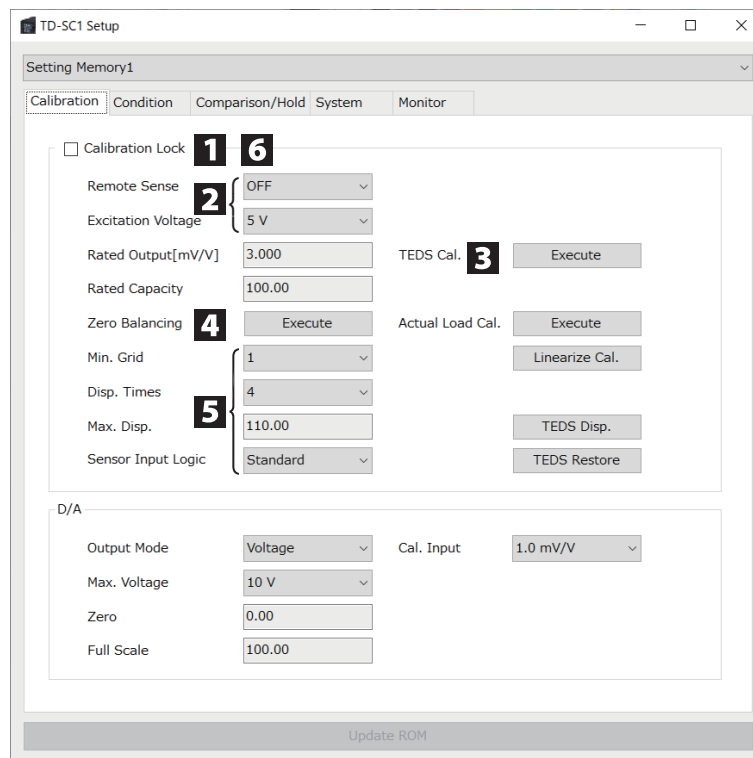 TD-SC1 Setup
Setting Memory1
Calibration Condition Comparison/Hold System Monitor
Calibration Lock 1 6
Remote Sense OFF
2
Excitation Voltage 5 V
Rated Output[mV/V] 3.000 TEDS Cal. 3 Execute
Rated Capacity 100.00
Zero Balancing 4 Execute Actual Load Cal. Execute
Min. Grid 1 Linearize Cal.
Disp. Times 4
5
Max. Disp. 110.00 TEDS Disp.
Sensor Input Logic Standard TEDS Restore
D/A
Output Mode Voltage Cal. Input 1.0 mV/V
Max. Voltage 10 V
Zero 0.00
Full Scale 100.00
Update ROM